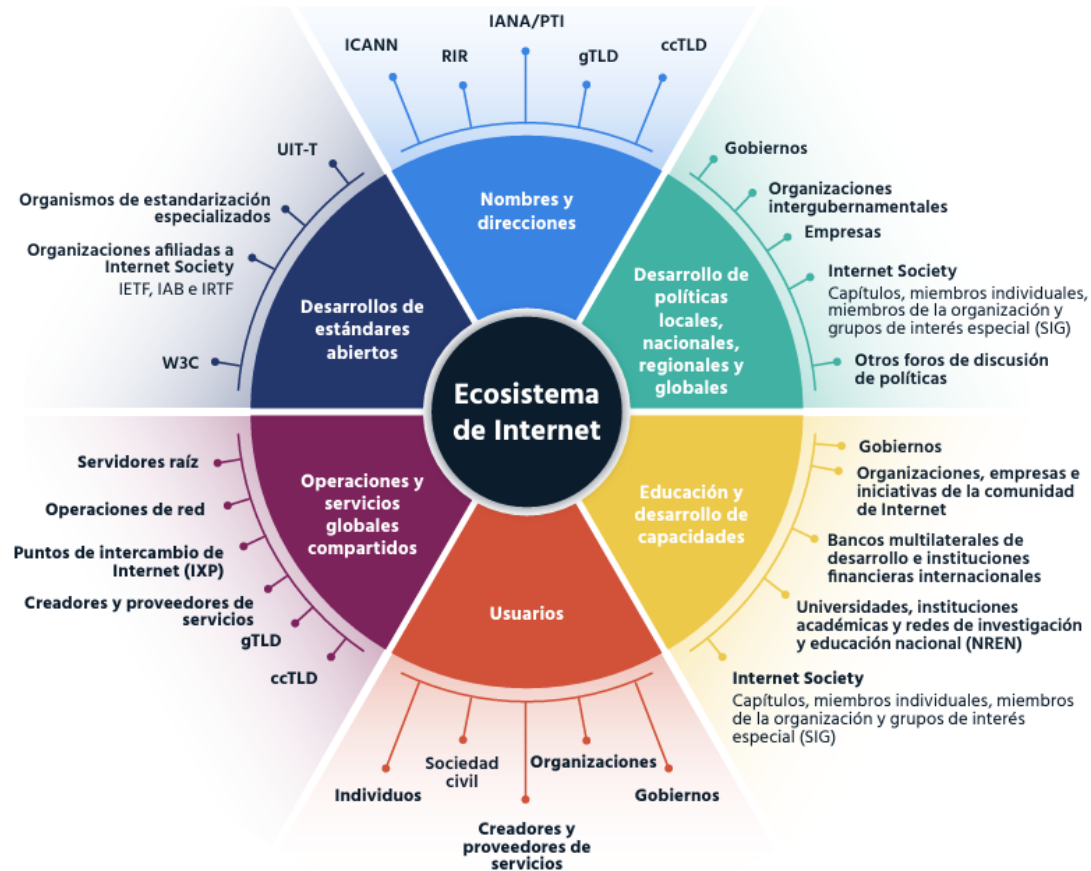 IANA/PTI
ICANN
RIR
gTLD
ccTLD
Nombres y
direcciones
Gobiernos
Organizaciones
intergubernamentales
Empresas
Internet Society
Capítulos, miembros individuales,
miembros de la organización y
grupos de interés especial (SIG)
Otros foros de discusión
de políticas
Desarrollo de
políticas
locales,
nacionales,
regionales y
globales
UIT-T
Organismos de estandarización
especializados
Organizaciones afiliadas a
Internet Society
IETF, IAB e IRTF
W3C
Desarrollos de
estándares
abiertos
Ecosistema
de Internet
Servidores raíz
Operaciones de red
Puntos de intercambio de
Internet (IXP)
Creadores y proveedores de
servicios
gTLD
ccTLD
Operaciones y
servicios
globales
compartidos
Educación y
desarrollo de
capacidades
Gobiernos
Organizaciones, empresas e
iniciativas de la comunidad
de Internet
Bancos multilaterales de
desarrollo e instituciones
financieras internacionales
Universidades, instituciones
académicas y redes de investigación
y educación nacional (NREN)
Internet Society
Capítulos, miembros individuales, miembros
de la organización y grupos de interés
especial (SIG)
Usuarios
Individuos
Sociedad
civil
Creadores y
proveedores de
servicios
Organizaciones
Gobiernos